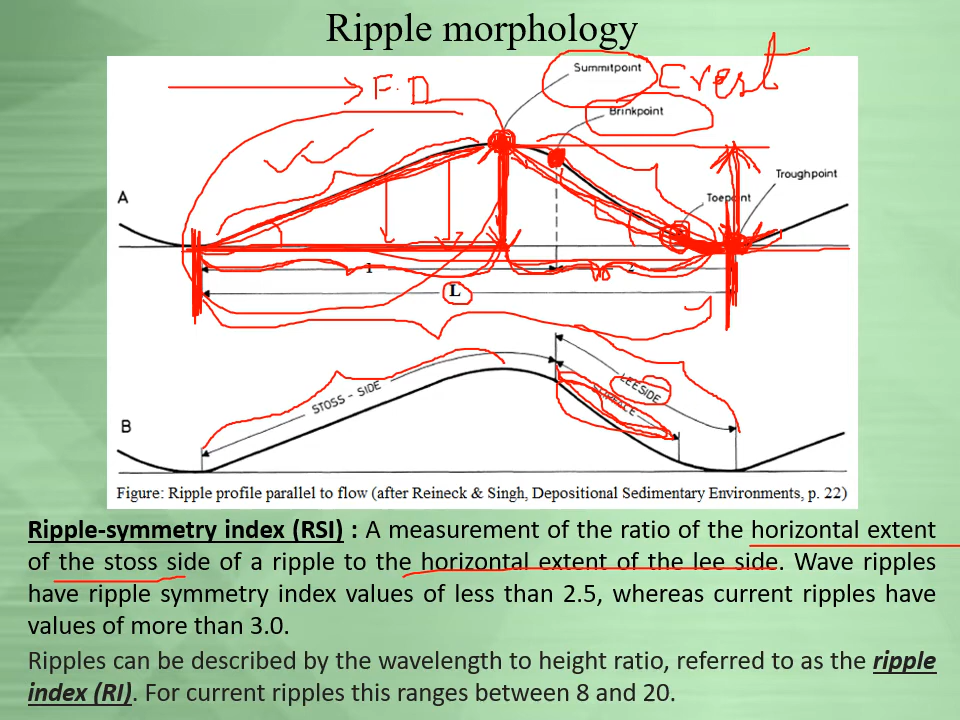 Ripple morphology
F.D
Summitpoint
Crest
Brinkpoint
A
Toepoint
Troughpoint
1
2
L
B
STOSS - SIDE
LEESIDE
SURFACE
Figure: Ripple profile parallel to flow (after Reineck & Singh, Depositional Sedimentary Environments, p. 22)
Ripple-symmetry index (RSI) : A measurement of the ratio of the horizontal extent
of the stoss side of a ripple to the horizontal extent of the lee side. Wave ripples
have ripple symmetry index values of less than 2.5, whereas current ripples have
values of more than 3.0.
Ripples can be described by the wavelength to height ratio, referred to as the ripple
index (RI). For current ripples this ranges between 8 and 20.